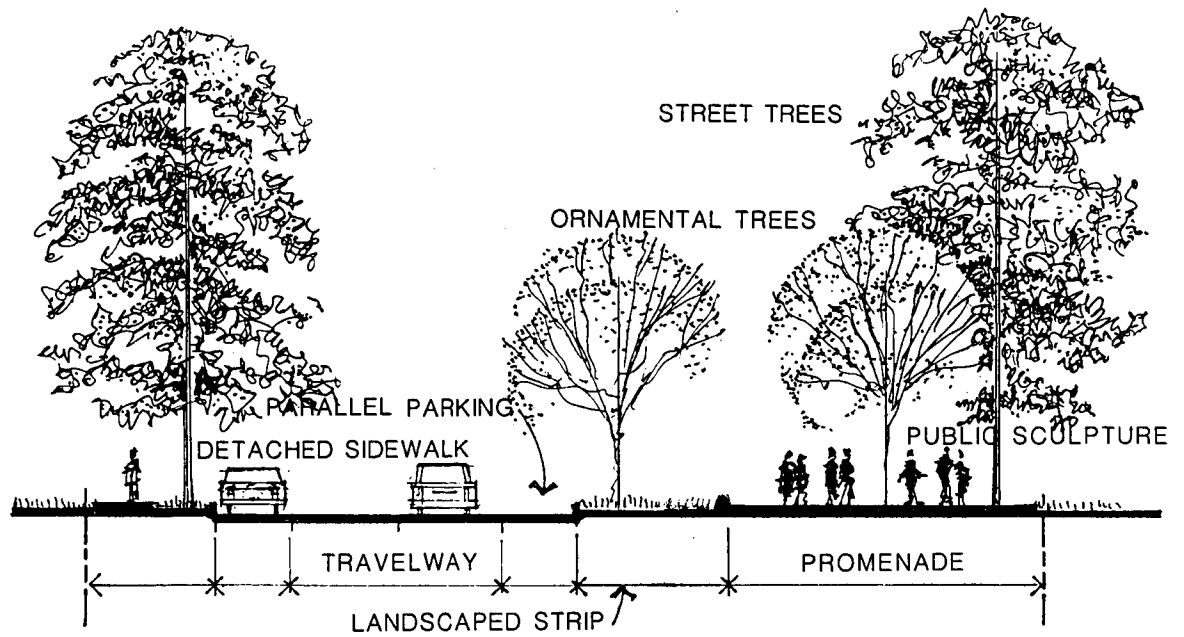 STREET TREES
ORNAMENTAL TREES
PARALLEL PARKING
PUBLIC SCULPTURE
DETACHED SIDEWALK
TRAVELWAY
PROMENADE
LANDSCAPED STRIP